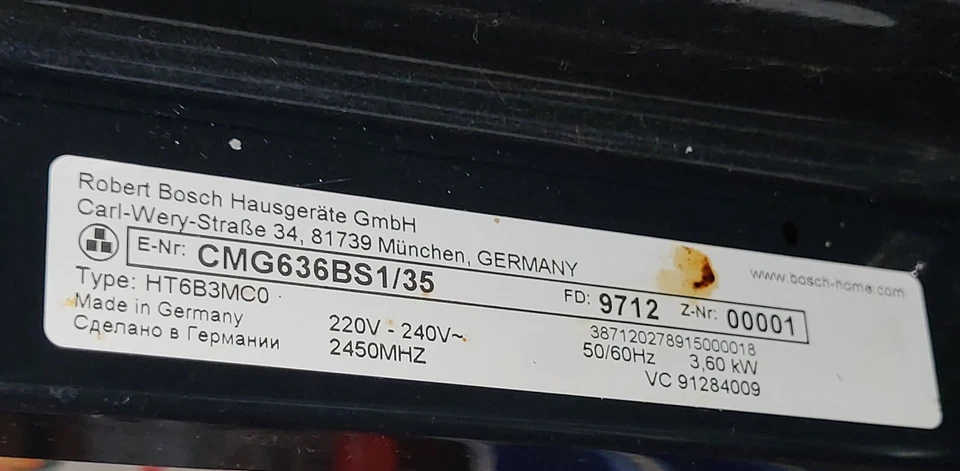 Robert Bosch Hausgeräte GmbH
Carl-Wery-Straße 34, 81739 München, GERMANY
www.bosch-home.com
E-Nr: CMG636BS1/35 FD: 9712 Z-Nr: 00001
Type: HT6B3MC0
387120278915000018
Made in Germany 220V - 240V~ 50/60Hz 3,60 kW
Сделано в Германии 2450MHZ VC 91284009